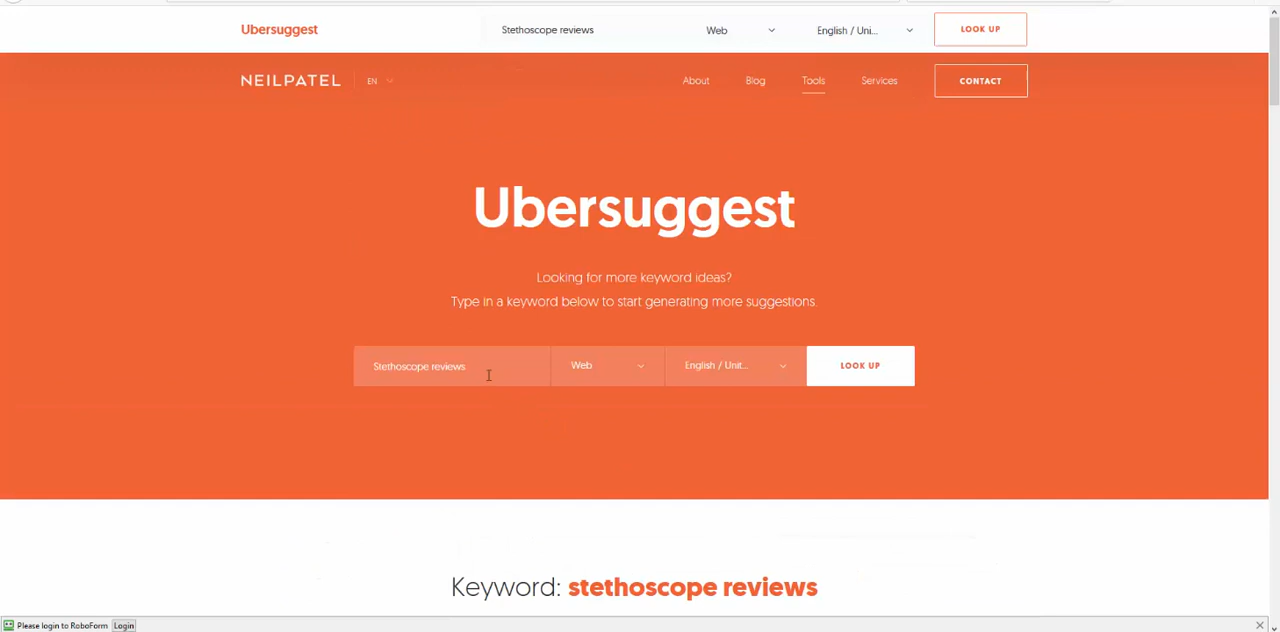 Ubersuggest Stethoscope reviews Web English / Uni... LOOK UP
NEILPATEL EN About Blog Tools Services CONTACT
Ubersuggest
Looking for more keyword ideas?
Type in a keyword below to start generating more suggestions.
Stethoscope reviews Web English / Unit... LOOK UP
Keyword: stethoscope reviews
Please login to RoboForm Login